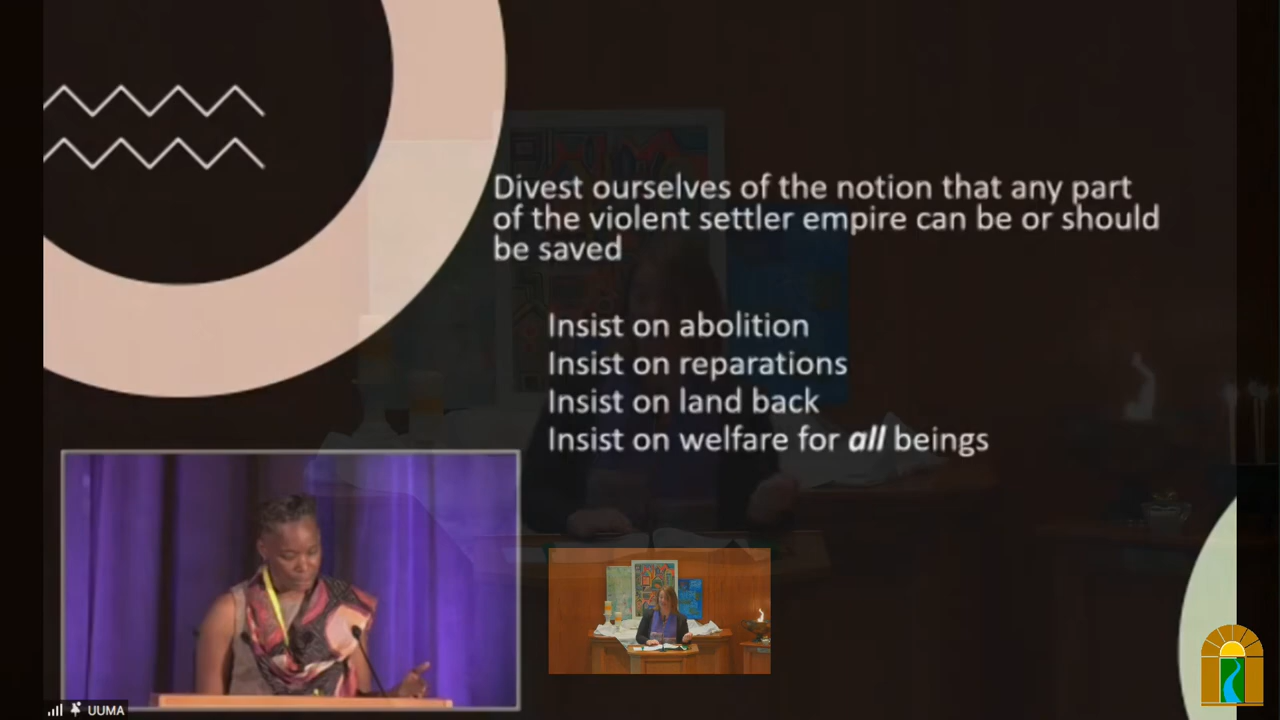 Divest ourselves of the notion that any part
of the violent settler empire can be or should
be saved
Insist on abolition
Insist on reparations
Insist on land back
Insist on welfare for all beings
UUMA